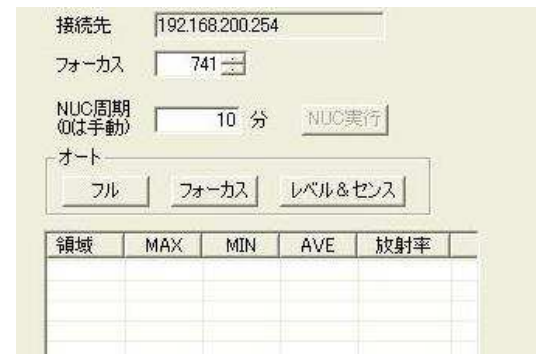 接続先 192.168.200.254
フォーカス 741
NUC周期
(0は手動) 10 分 NUC実行
オート
フル フォーカス レベル&センス
領域 MAX MIN AVE 放射率